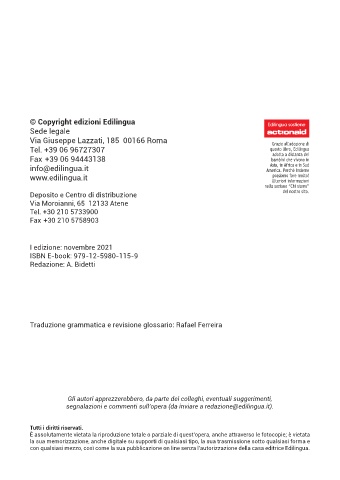 © Copyright edizioni Edilingua
Sede legale
Via Giuseppe Lazzati, 185 00166 Roma
Tel. +39 06 96727307
Fax +39 06 94443138
info@edilingua.it
www.edilingua.it
Deposito e Centro di distribuzione
Via Moroianni, 65 12133 Atene
Tel. +30 210 5733900
Fax +30 210 5758903
I edizione: novembre 2021
ISBN E-book: 979-12-5980-115-9
Redazione: A. Bidetti
Edilingua sostiene
actionaid
Grazie all'adozione di
questo libro, Edilingua
adotta a distanza dei
bambini che vivono in
Asia, in Africa e in Sud
America. Perché insieme
possiamo fare molto!
Ulteriori informazioni
nella sezione "Chi siamo"
del nostro sito.
Traduzione grammatica e revisione glossario: Rafael Ferreira
Gli autori apprezzerebbero, da parte dei colleghi, eventuali suggerimenti,
segnalazioni e commenti sull'opera (da inviare a redazione@edilingua.it).
Tutti i diritti riservati.
È assolutamente vietata la riproduzione totale o parziale di quest'opera, anche attraverso le fotocopie; è vietata
la sua memorizzazione, anche digitale su supporti di qualsiasi tipo, la sua trasmissione sotto qualsiasi forma e
con qualsiasi mezzo, così come la sua pubblicazione on line senza l'autorizzazione della casa editrice Edilingua.